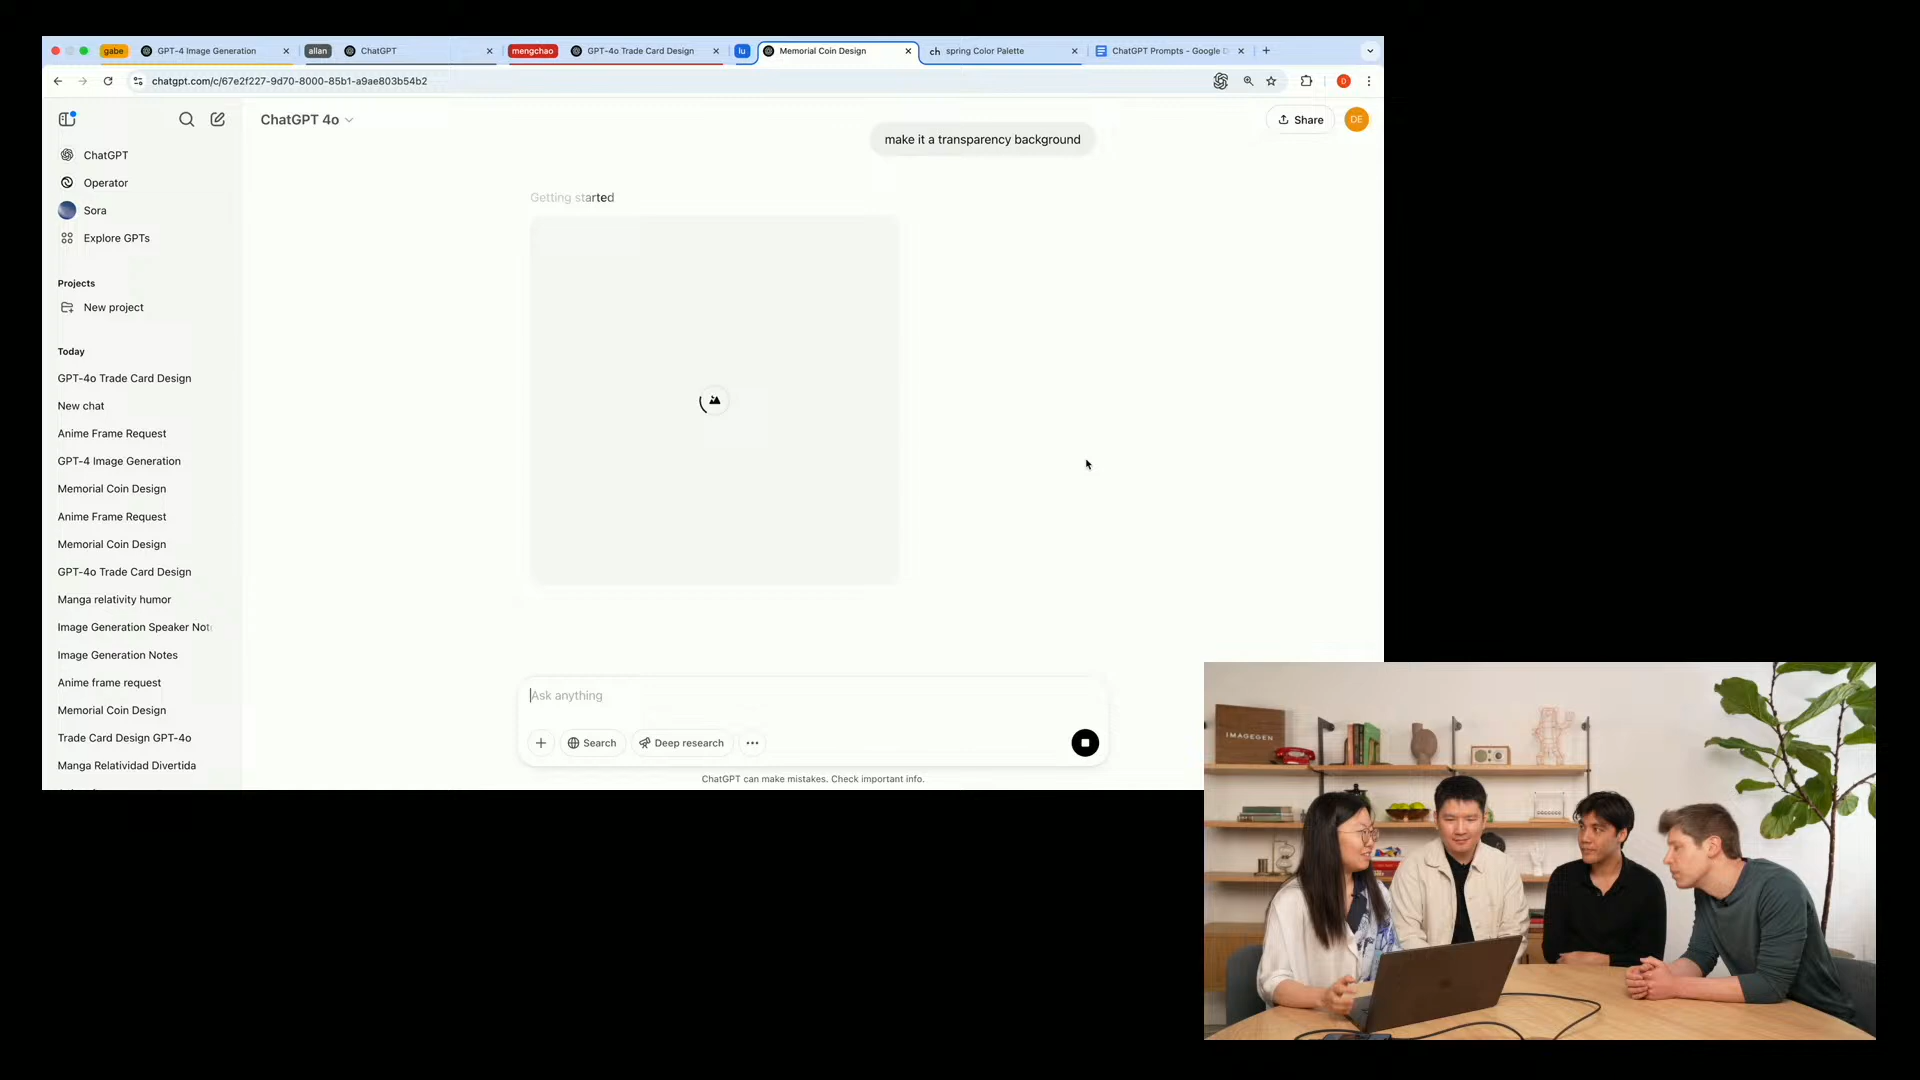 gabe
GPT-4 Image Generation
allan
ChatGPT
mengchao
GPT-4o Trade Card Design
lu
Memorial Coin Design
ch
spring Color Palette
ChatGPT Prompts - Google D
chatgpt.com/c/67e2f227-9d70-8000-85b1-a9ae803b54b2
D
ChatGPT 4o
Share
DE
ChatGPT
Operator
Sora
Explore GPTs
Projects
New project
Today
GPT-4o Trade Card Design
New chat
Anime Frame Request
GPT-4 Image Generation
Memorial Coin Design
Anime Frame Request
Memorial Coin Design
GPT-4o Trade Card Design
Manga relativity humor
Image Generation Speaker Not
Image Generation Notes
Anime frame request
Memorial Coin Design
Trade Card Design GPT-4o
Manga Relatividad Divertida
make it a transparency background
Getting started
Ask anything
Search
Deep research
ChatGPT can make mistakes. Check important info.
IMAGEGEN